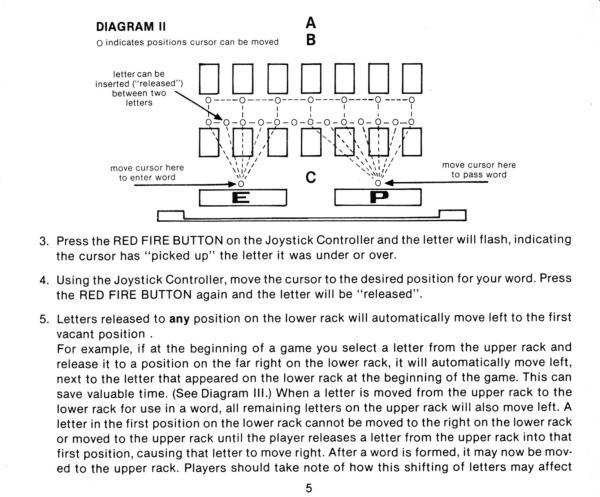 DIAGRAM II
A
B
O indicates positions cursor can be moved
letter can be
inserted ("released")
between two
letters
move cursor here
to enter word
C
move cursor here
to pass word
E
P
3. Press the RED FIRE BUTTON on the Joystick Controller and the letter will flash, indicating
the cursor has "picked up" the letter it was under or over.
4. Using the Joystick Controller, move the cursor to the desired position for your word. Press
the RED FIRE BUTTON again and the letter will be "released".
5. Letters released to any position on the lower rack will automatically move left to the first
vacant position .
For example, if at the beginning of a game you select a letter from the upper rack and
release it to a position on the far right on the lower rack, it will automatically move left,
next to the letter that appeared on the lower rack at the beginning of the game. This can
save valuable time. (See Diagram III.) When a letter is moved from the upper rack to the
lower rack for use in a word, all remaining letters on the upper rack will also move left. A
letter in the first position on the lower rack cannot be moved to the right on the lower rack
or moved to the upper rack until the player releases a letter from the upper rack into that
first position, causing that letter to move right. After a word is formed, it may now be mov-
ed to the upper rack. Players should take note of how this shifting of letters may affect
5